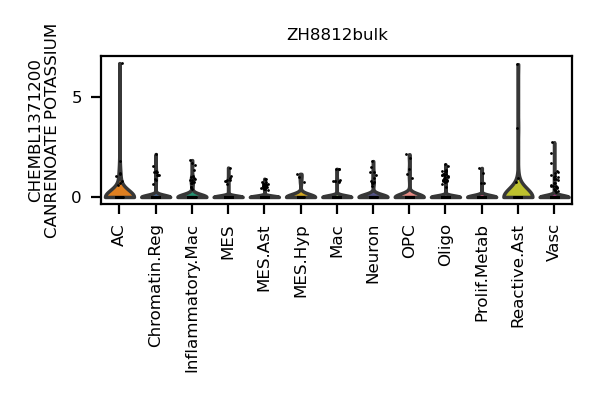 ZH8812bulk
CHEMBL1371200
CANRENOATE POTASSIUM
5
0
AC
Chromatin.Reg
Inflammatory.Mac
MES
MES.Ast
MES.Hyp
Mac
Neuron
OPC
Oligo
Prolif.Metab
Reactive.Ast
Vasc